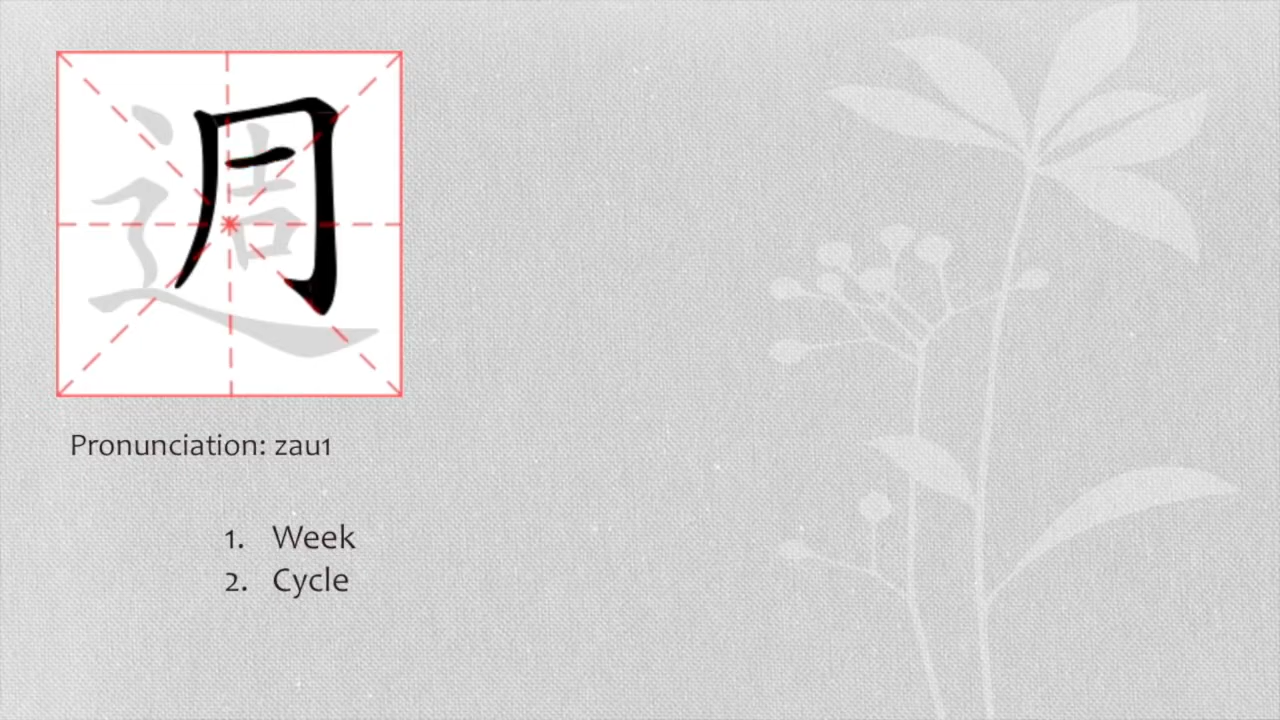 週
Pronunciation: zau1
1. Week
2. Cycle